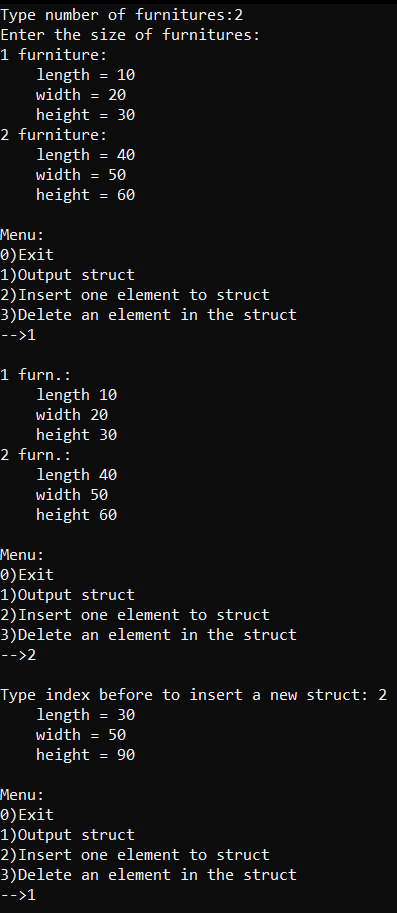 Type number of furnitures:2
Enter the size of furnitures:
1 furniture:
    length = 10
    width = 20
    height = 30
2 furniture:
    length = 40
    width = 50
    height = 60

Menu:
0)Exit
1)Output struct
2)Insert one element to struct
3)Delete an element in the struct
-->1

1 furn.:
    length 10
    width 20
    height 30
2 furn.:
    length 40
    width 50
    height 60

Menu:
0)Exit
1)Output struct
2)Insert one element to struct
3)Delete an element in the struct
-->2

Type index before to insert a new struct: 2
    length = 30
    width = 50
    height = 90

Menu:
0)Exit
1)Output struct
2)Insert one element to struct
3)Delete an element in the struct
-->1